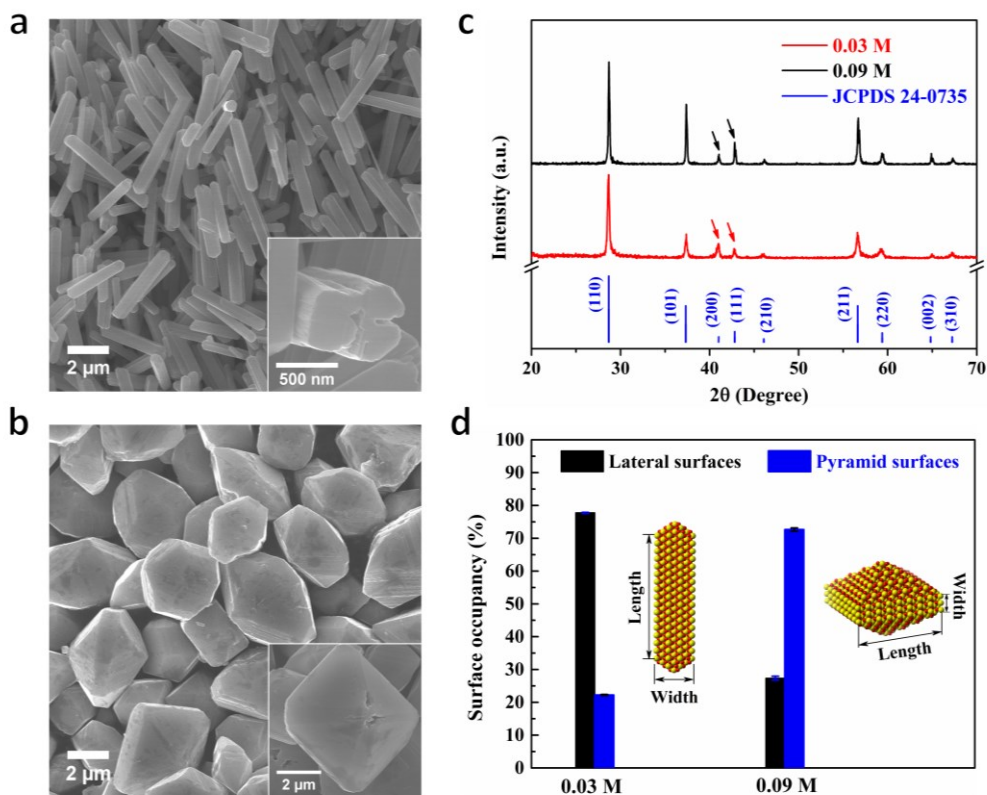 a
2 μm
500 nm
b
2 μm
2 μm
c
0.03 M
0.09 M
JCPDS 24-0735
Intensity (a.u.)
(110)
(101)
(200)
(111)
(210)
(211)
(220)
(002)
(310)
20 30 40 50 60 70
2θ (Degree)
d
Lateral surfaces Pyramid surfaces
Surface occupancy (%)
100
90
80
70
60
50
40
30
20
10
0
Length
Width
Width
Length
0.03 M 0.09 M